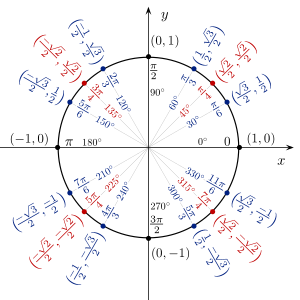 y
(0, 1)
(-1/2, √3/2)
(1/2, √3/2)
(-√2/2, √2/2)
(√2/2, √2/2)
(-√3/2, 1/2)
(√3/2, 1/2)
π/2
2π/3
π/3
3π/4
π/4
5π/6
π/6
90°
120°
60°
135°
45°
150°
30°
(−1, 0)
π
180°
0°
0
(1, 0)
x
7π/6
210°
330°
11π/6
5π/4
225°
315°
7π/4
4π/3
240°
300°
5π/3
270°
3π/2
(-√3/2, -1/2)
(√3/2, -1/2)
(-√2/2, -√2/2)
(√2/2, -√2/2)
(-1/2, -√3/2)
(1/2, -√3/2)
(0, −1)